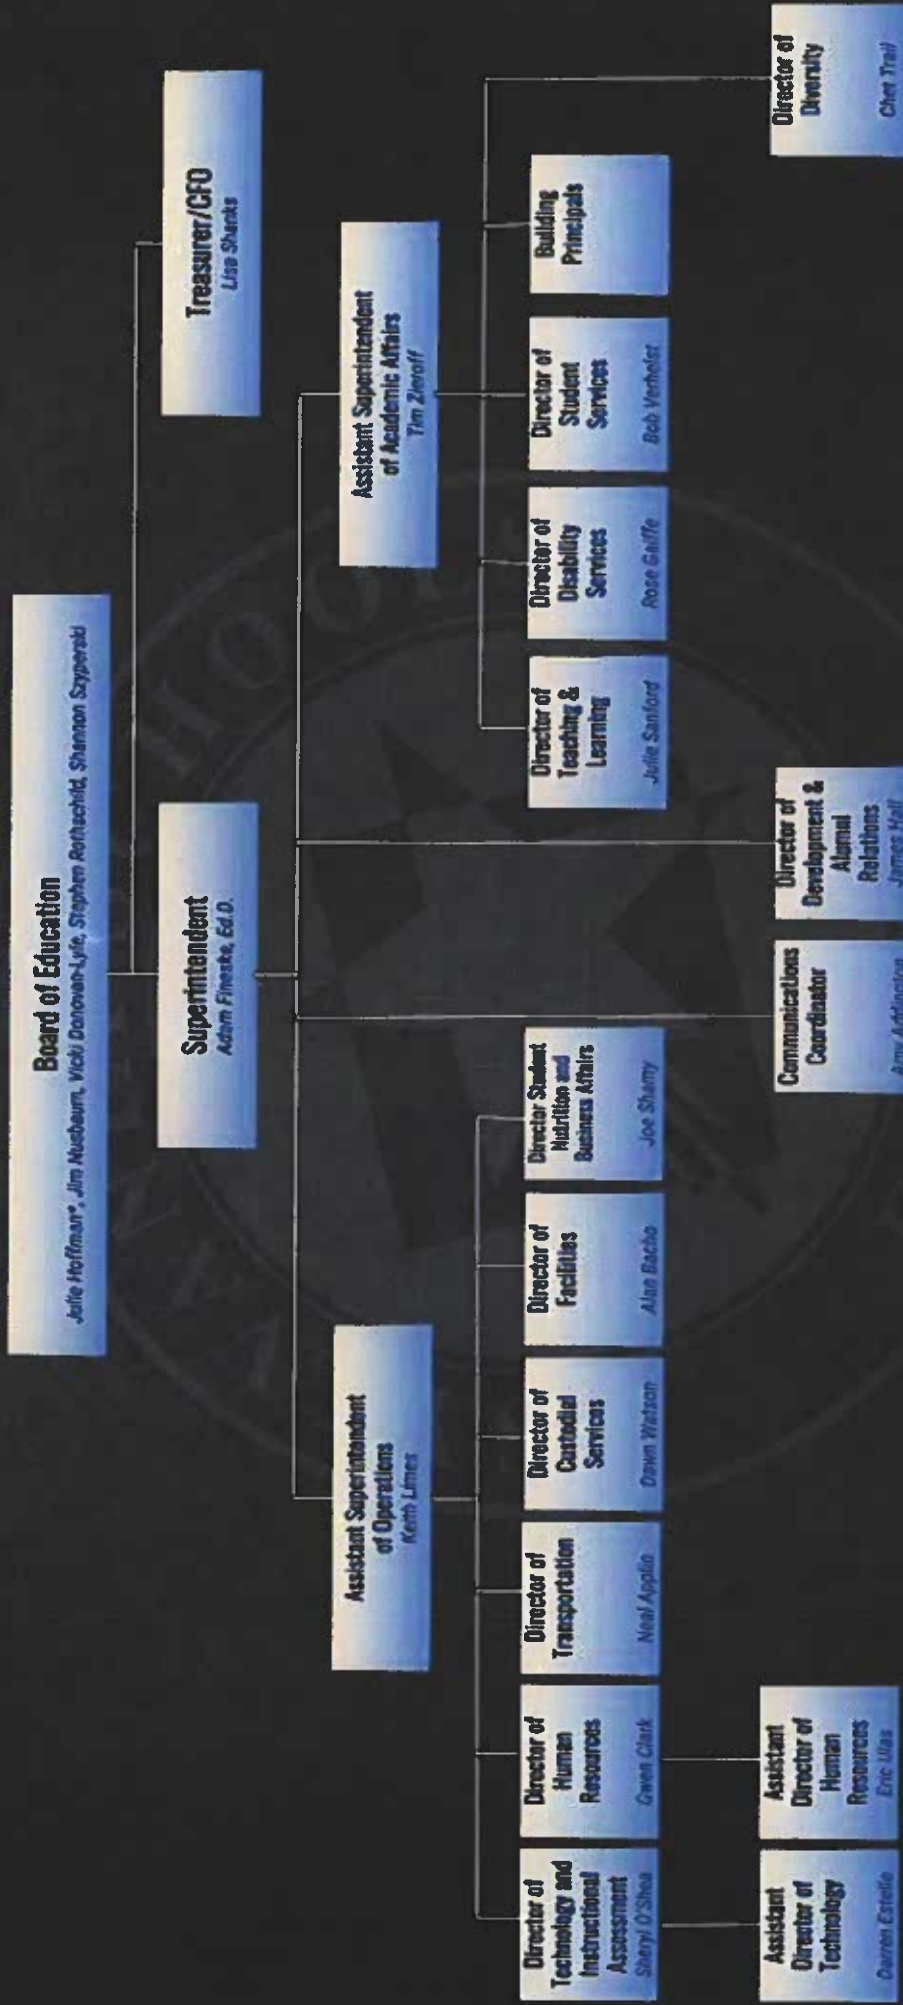 Board of Education
Julie Hoffman*, Jim Nusbaum, Vicki Donovan-Lyle, Stephen Rothschild, Shannon Szyperski
Treasurer/CFO
Lisa Shanks
Superintendent
Adam Fineske, Ed.D.
Assistant Superintendent
of Operations
Keith Limes
Assistant Superintendent
of Academic Affairs
Tim Zieroff
Director of
Technology and
Instructional
Assessment
Sheryl O'Shea
Director of
Human
Resources
Gwen Clark
Director of
Transportation
Neal Applin
Director of
Custodial
Services
Dawn Watson
Director of
Facilities
Alan Bacho
Director Student
Nutrition and
Business Affairs
Joe Shamy
Director of
Teaching &
Learning
Julie Sanford
Director of
Disability
Services
Rose Gaiffe
Director of
Student
Services
Bob Verhelst
Building
Principals
Assistant
Director of
Technology
Darren Estelle
Assistant
Director of
Human
Resources
Eric Ulas
Communications
Coordinator
Amy Addington
Director of
Development &
Alumni
Relations
James Hall
Director of
Diversity
Chet Trail